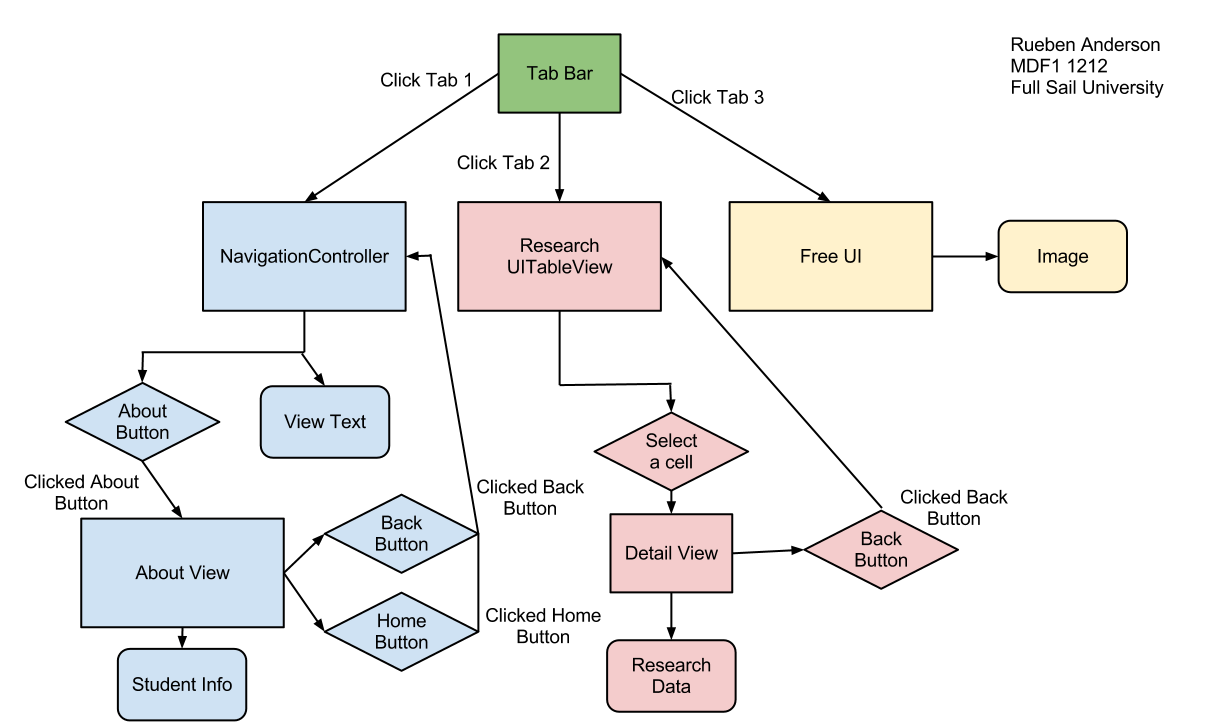 Rueben Anderson
MDF1 1212
Full Sail University
Tab Bar
Click Tab 1
Click Tab 3
Click Tab 2
NavigationController
Research
UITableView
Free UI
Image
About
Button
View Text
Select
a cell
Clicked About
Button
Clicked Back
Button
Clicked Back
Button
Back
Button
Detail View
Back
Button
About View
Home
Button
Clicked Home
Button
Student Info
Research
Data